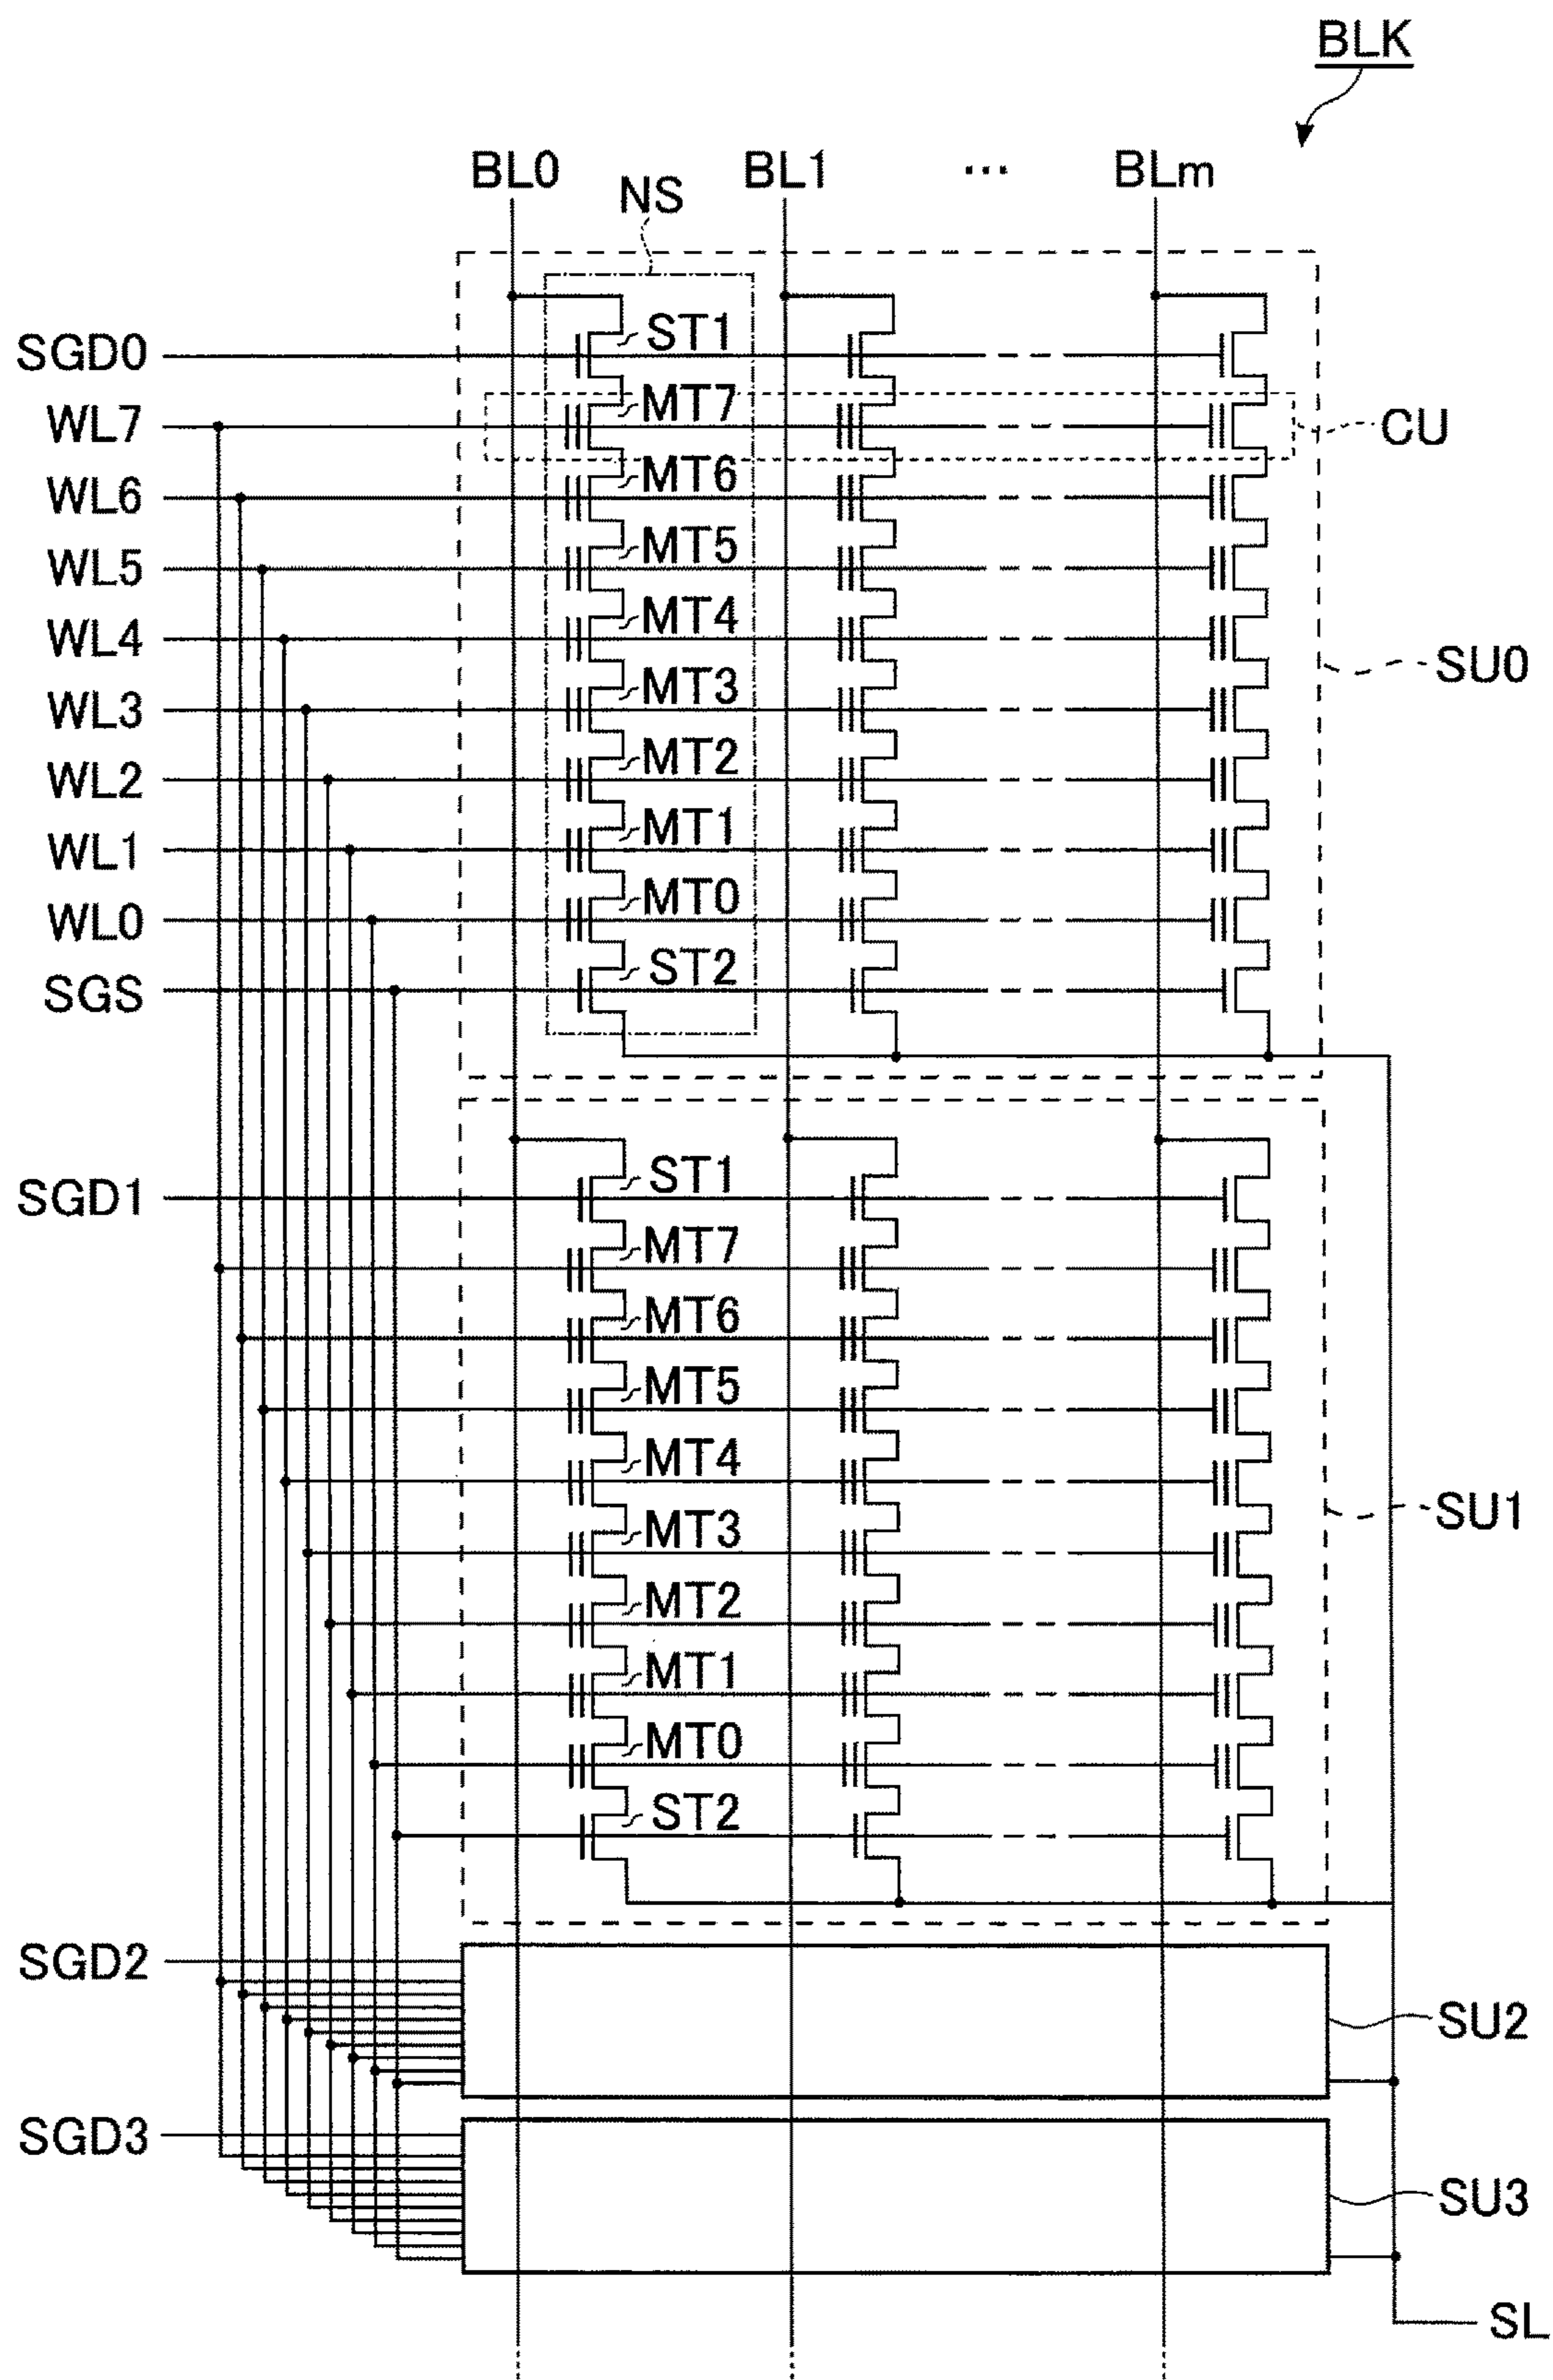 BLK
BL0 BL1 ... BLm
NS
SGD0 ST1
WL7 MT7 CU
WL6 MT6
WL5 MT5
WL4 MT4
SU0
WL3 MT3
WL2 MT2
WL1 MT1
WL0 MT0
SGS ST2
SGD1 ST1
MT7
MT6
MT5
MT4
SU1
MT3
MT2
MT1
MT0
ST2
SGD2
SU2
SGD3
SU3
SL